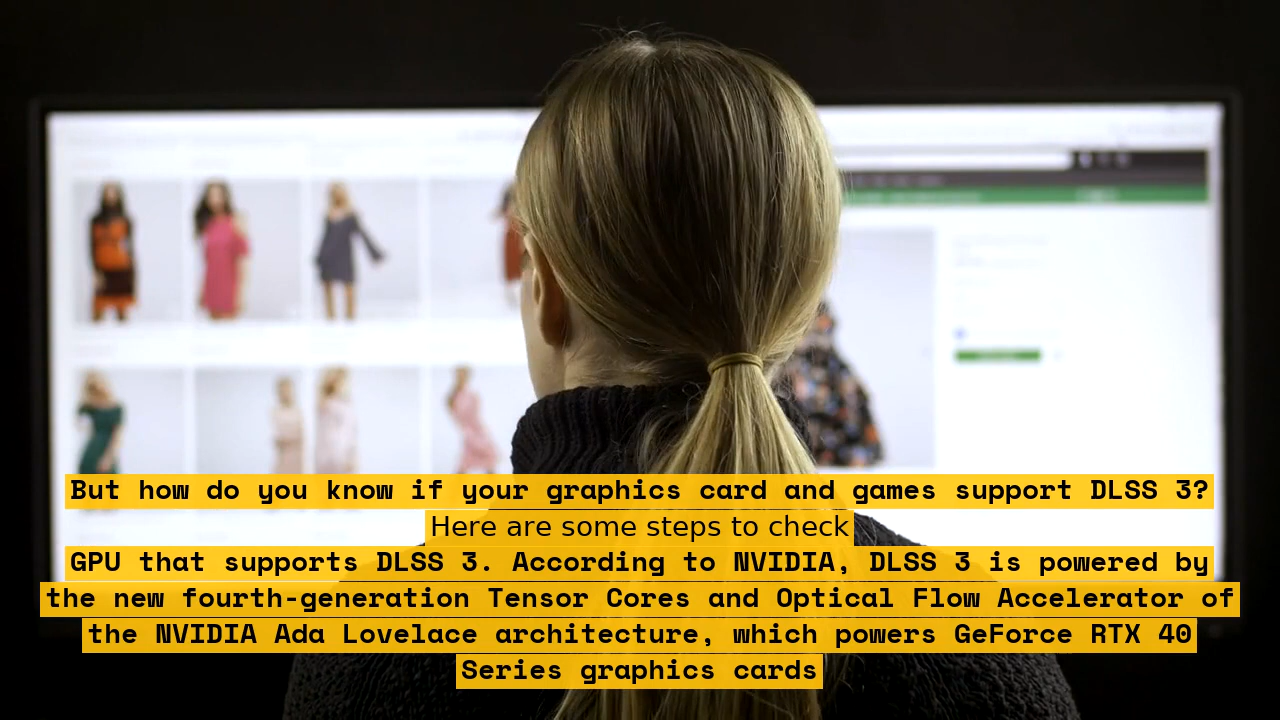 But how do you know if your graphics card and games support DLSS 3?
Here are some steps to check
GPU that supports DLSS 3. According to NVIDIA, DLSS 3 is powered by
the new fourth-generation Tensor Cores and Optical Flow Accelerator of
the NVIDIA Ada Lovelace architecture, which powers GeForce RTX 40
Series graphics cards